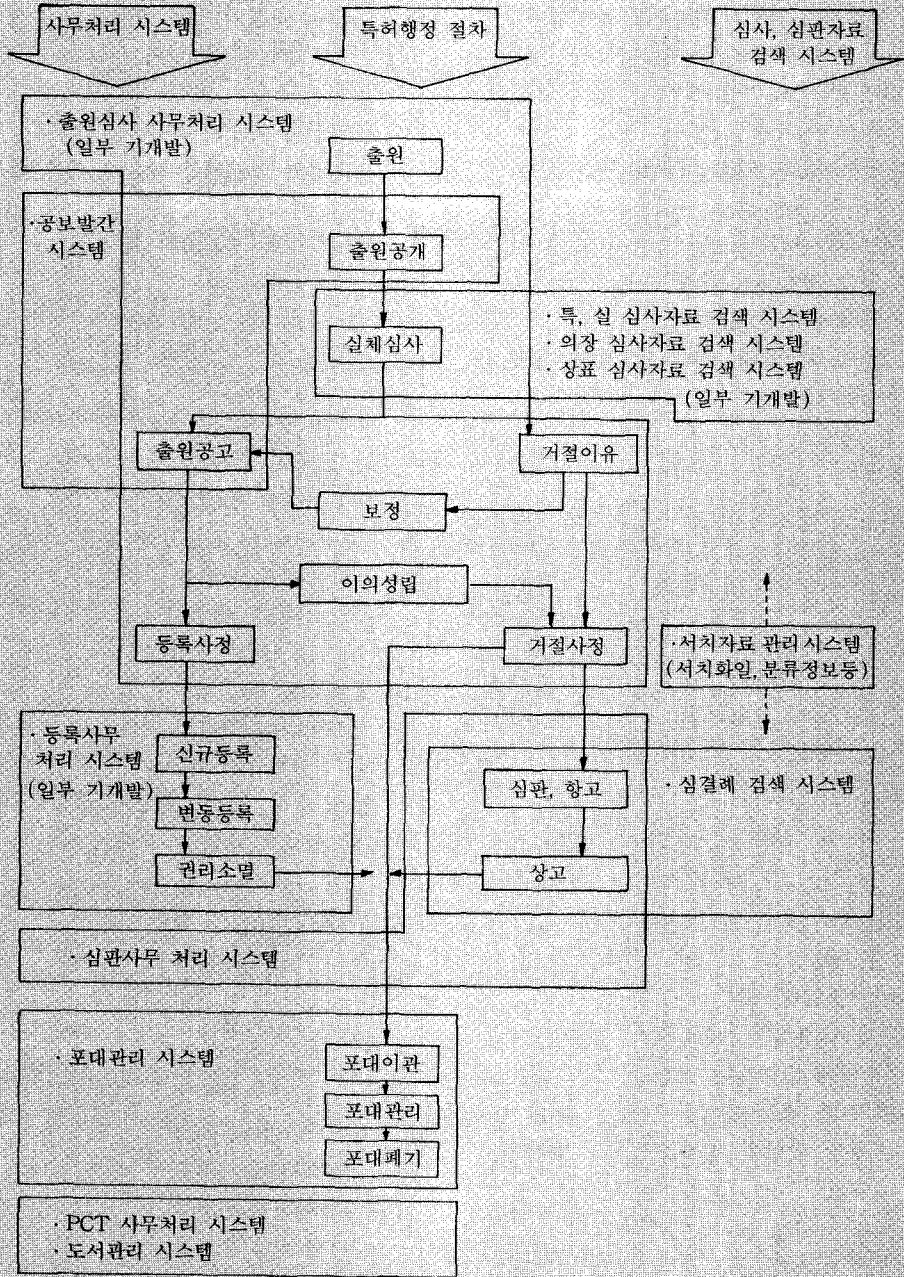 사무처리 시스템
특허행정 절차
심사, 심판자료
검색 시스템
· 출원심사 사무처리 시스템
(일부 기개발)
출원
·공보발간
시스템
출원공개
실체심사
· 특, 실 심사자료 검색 시스템
· 의장 심사자료 검색 시스템
· 상표 심사자료 검색 시스템
(일부 기개발)
출원공고
거절이유
보정
이의성립
등록사정
거절사정
·서치자료 관리시스템
(서치화일, 분류정보등)
· 등록사무
처리 시스템
(일부 기개발)
신규등록
변동등록
권리소멸
심판, 항고
상고
· 심결례 검색 시스템
· 심판사무 처리 시스템
· 포대관리 시스템
포대이관
포대관리
포대폐기
· PCT 사무처리 시스템
· 도서관리 시스템